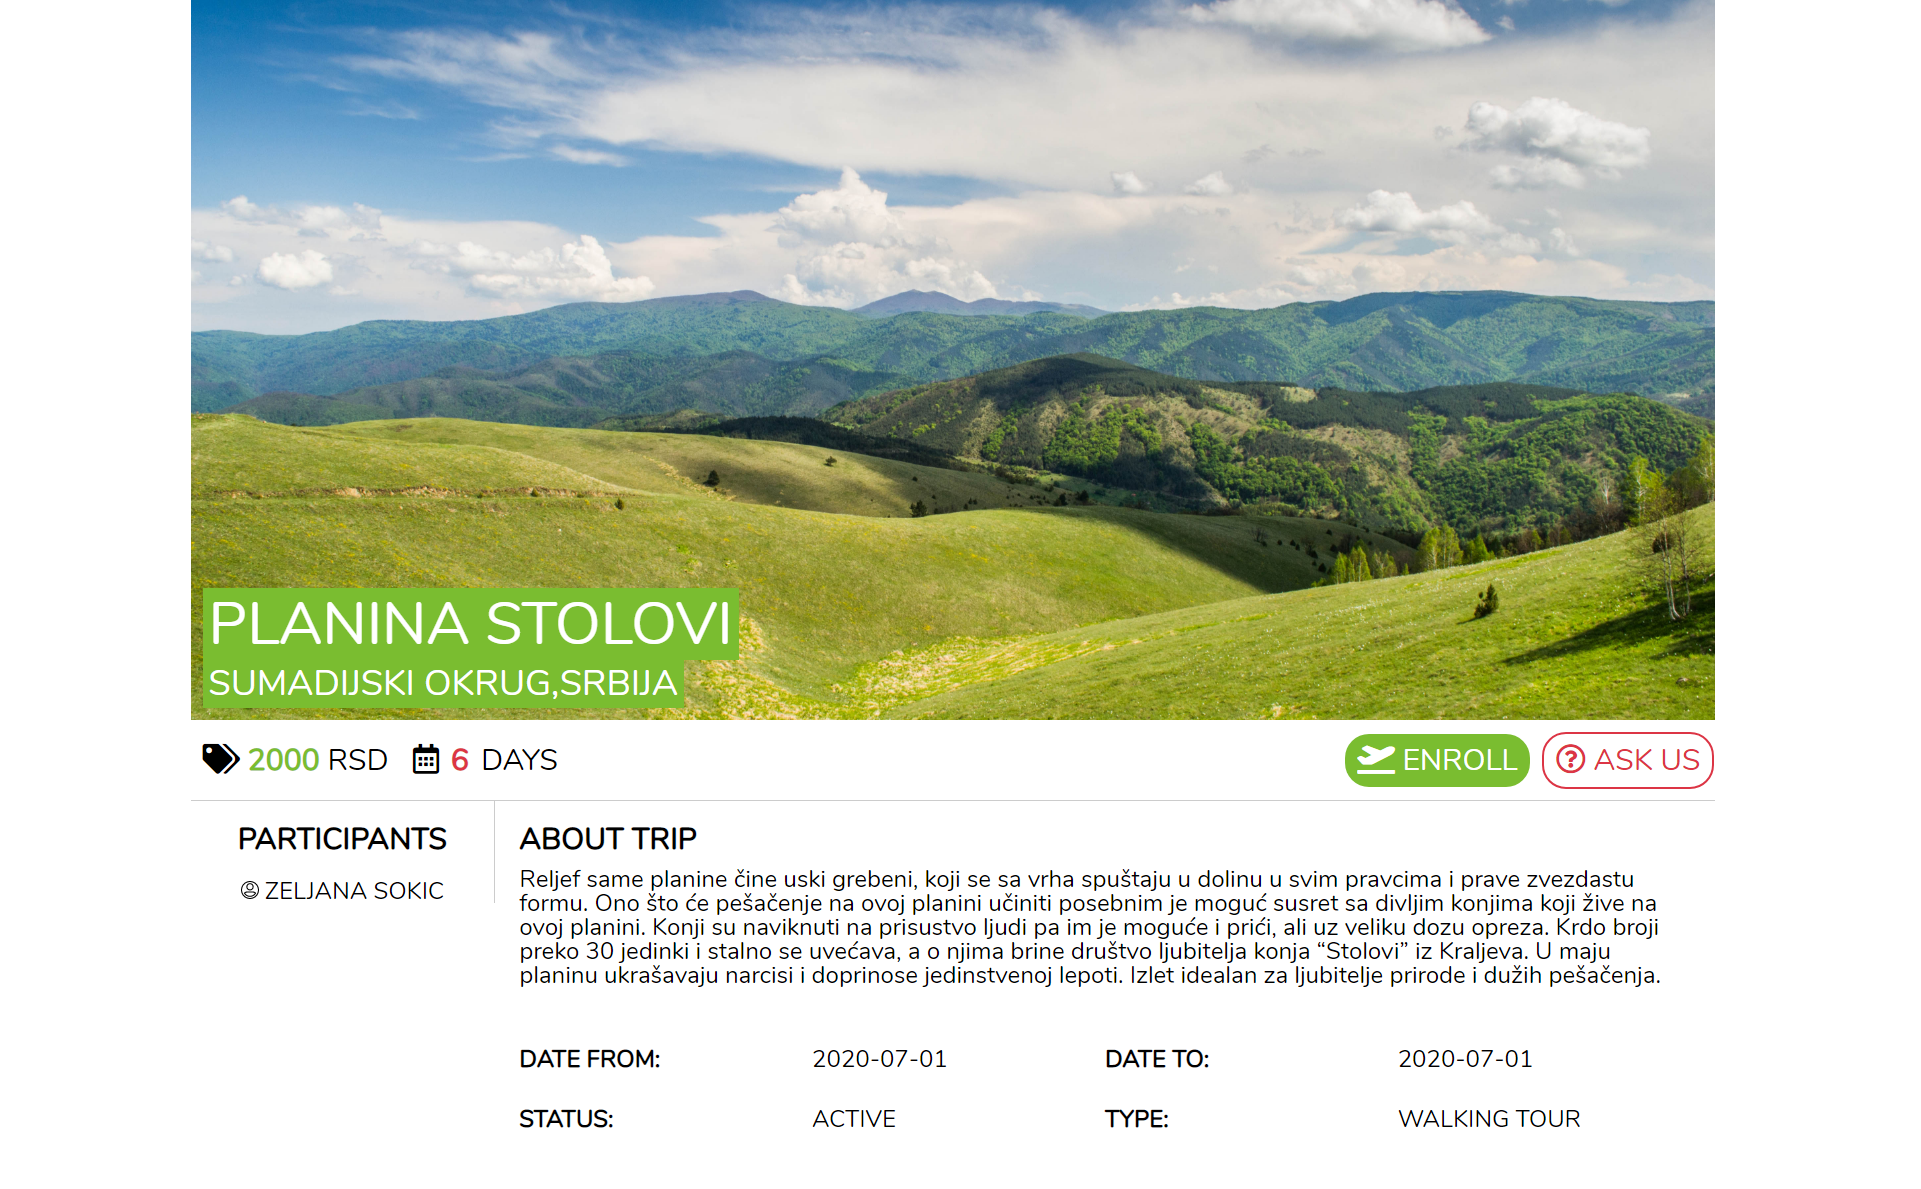 PLANINA STOLOVI
SUMADIJSKI OKRUG,SRBIJA
2000 RSD 6 DAYS
ENROLL ASK US
PARTICIPANTS
ZELJANA SOKIC
ABOUT TRIP
Reljef same planine čine uski grebeni, koji se sa vrha spuštaju u dolinu u svim pravcima i prave zvezdastu
formu. Ono što će pešačenje na ovoj planini učiniti posebnim je moguć susret sa divljim konjima koji žive na
ovoj planini. Konji su naviknuti na prisustvo ljudi pa im je moguće i prići, ali uz veliku dozu opreza. Krdo broji
preko 30 jedinki i stalno se uvećava, a o njima brine društvo ljubitelja konja “Stolovi” iz Kraljeva. U maju
planinu ukrašavaju narcisi i doprinose jedinstvenoj lepoti. Izlet idealan za ljubitelje prirode i dužih pešačenja.
DATE FROM: 2020-07-01 DATE TO: 2020-07-01
STATUS: ACTIVE TYPE: WALKING TOUR